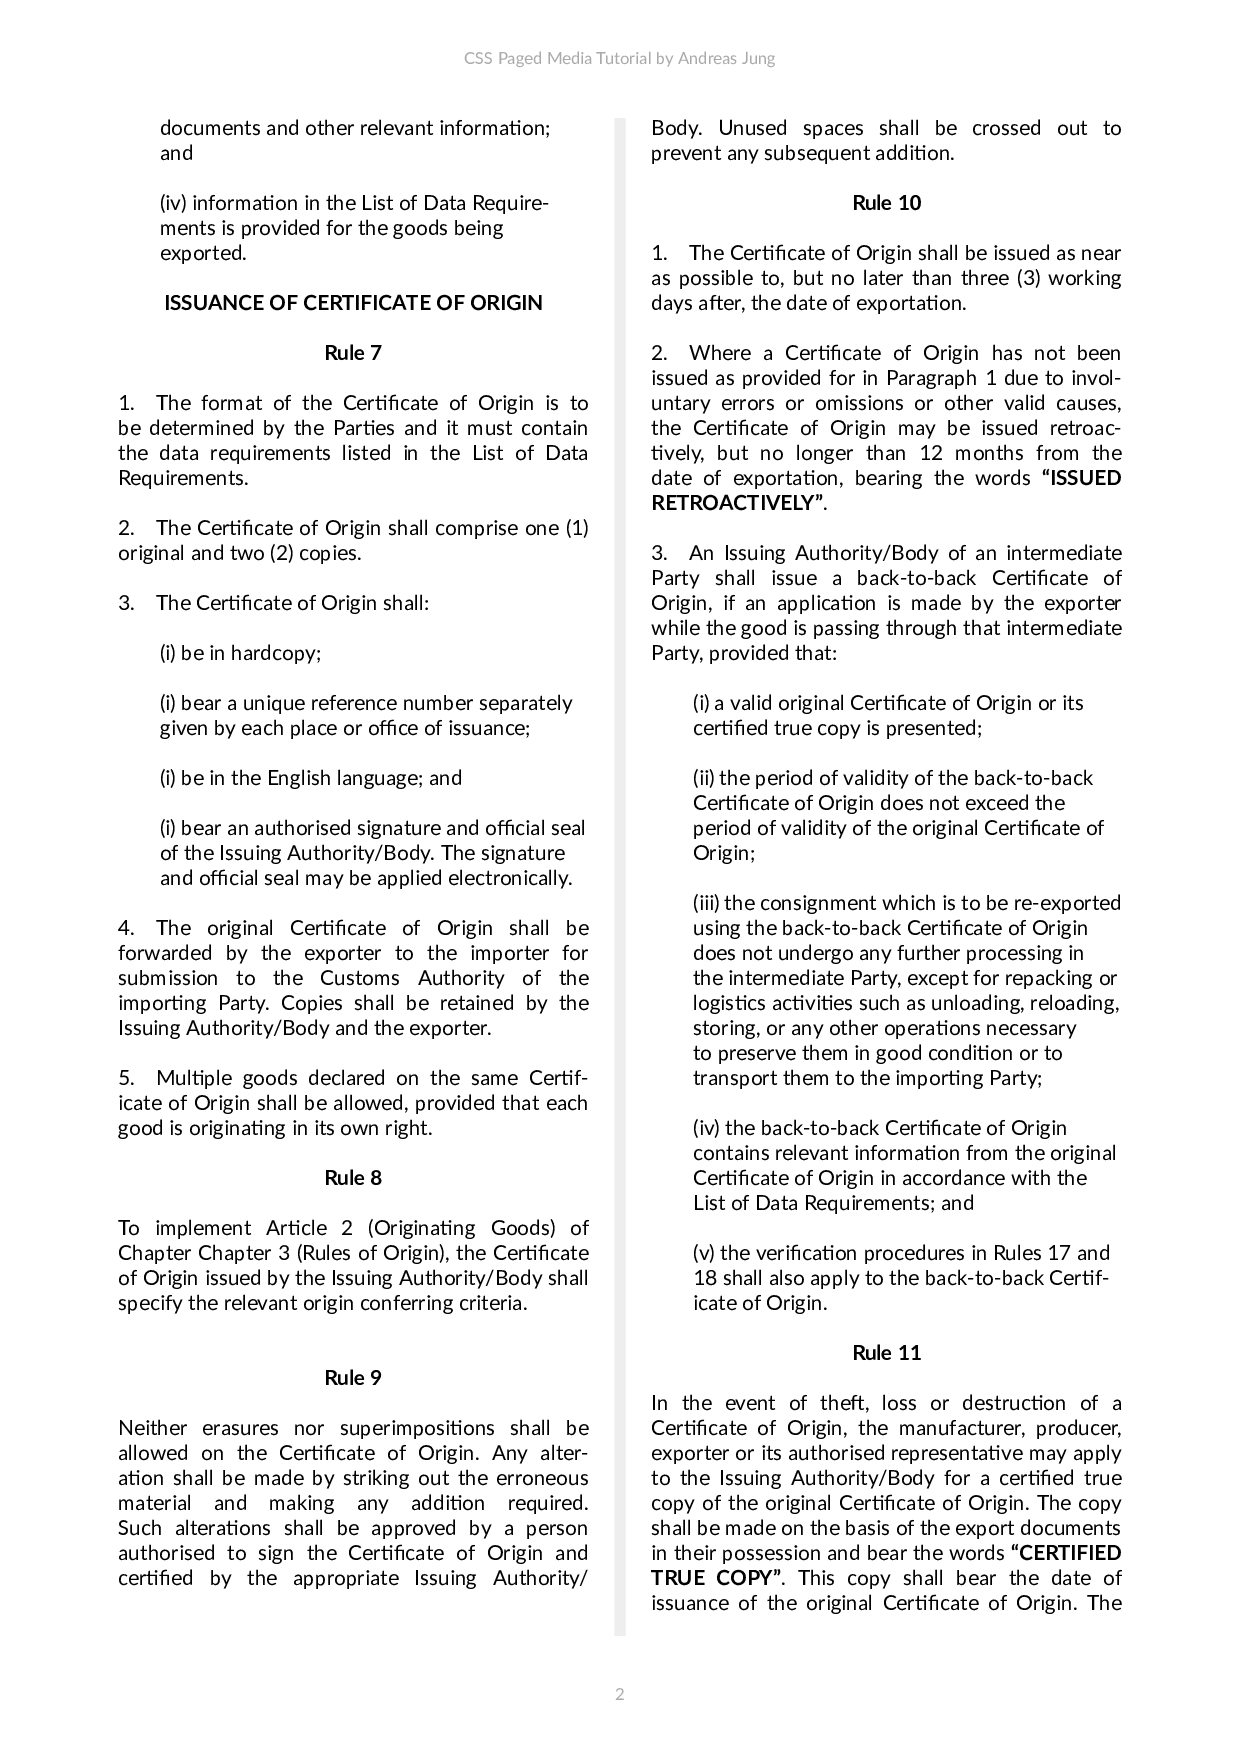 CSS Paged Media Tutorial by Andreas Jung
documents and other relevant information;
and
(iv) information in the List of Data Require-
ments is provided for the goods being
exported.
ISSUANCE OF CERTIFICATE OF ORIGIN
Rule 7
1. The format of the Certificate of Origin is to
be determined by the Parties and it must contain
the data requirements listed in the List of Data
Requirements.
2. The Certificate of Origin shall comprise one (1)
original and two (2) copies.
3. The Certificate of Origin shall:
(i) be in hardcopy;
(i) bear a unique reference number separately
given by each place or office of issuance;
(i) be in the English language; and
(i) bear an authorised signature and official seal
of the Issuing Authority/Body. The signature
and official seal may be applied electronically.
4. The original Certificate of Origin shall be
forwarded by the exporter to the importer for
submission to the Customs Authority of the
importing Party. Copies shall be retained by the
Issuing Authority/Body and the exporter.
5. Multiple goods declared on the same Certif-
icate of Origin shall be allowed, provided that each
good is originating in its own right.
Rule 8
To implement Article 2 (Originating Goods) of
Chapter Chapter 3 (Rules of Origin), the Certificate
of Origin issued by the Issuing Authority/Body shall
specify the relevant origin conferring criteria.
Rule 9
Neither erasures nor superimpositions shall be
allowed on the Certificate of Origin. Any alter-
ation shall be made by striking out the erroneous
material and making any addition required.
Such alterations shall be approved by a person
authorised to sign the Certificate of Origin and
certified by the appropriate Issuing Authority/
Body. Unused spaces shall be crossed out to
prevent any subsequent addition.
Rule 10
1. The Certificate of Origin shall be issued as near
as possible to, but no later than three (3) working
days after, the date of exportation.
2. Where a Certificate of Origin has not been
issued as provided for in Paragraph 1 due to invol-
untary errors or omissions or other valid causes,
the Certificate of Origin may be issued retroac-
tively, but no longer than 12 months from the
date of exportation, bearing the words “ISSUED
RETROACTIVELY”.
3. An Issuing Authority/Body of an intermediate
Party shall issue a back-to-back Certificate of
Origin, if an application is made by the exporter
while the good is passing through that intermediate
Party, provided that:
(i) a valid original Certificate of Origin or its
certified true copy is presented;
(ii) the period of validity of the back-to-back
Certificate of Origin does not exceed the
period of validity of the original Certificate of
Origin;
(iii) the consignment which is to be re-exported
using the back-to-back Certificate of Origin
does not undergo any further processing in
the intermediate Party, except for repacking or
logistics activities such as unloading, reloading,
storing, or any other operations necessary
to preserve them in good condition or to
transport them to the importing Party;
(iv) the back-to-back Certificate of Origin
contains relevant information from the original
Certificate of Origin in accordance with the
List of Data Requirements; and
(v) the verification procedures in Rules 17 and
18 shall also apply to the back-to-back Certif-
icate of Origin.
Rule 11
In the event of theft, loss or destruction of a
Certificate of Origin, the manufacturer, producer,
exporter or its authorised representative may apply
to the Issuing Authority/Body for a certified true
copy of the original Certificate of Origin. The copy
shall be made on the basis of the export documents
in their possession and bear the words “CERTIFIED
TRUE COPY”. This copy shall bear the date of
issuance of the original Certificate of Origin. The
2